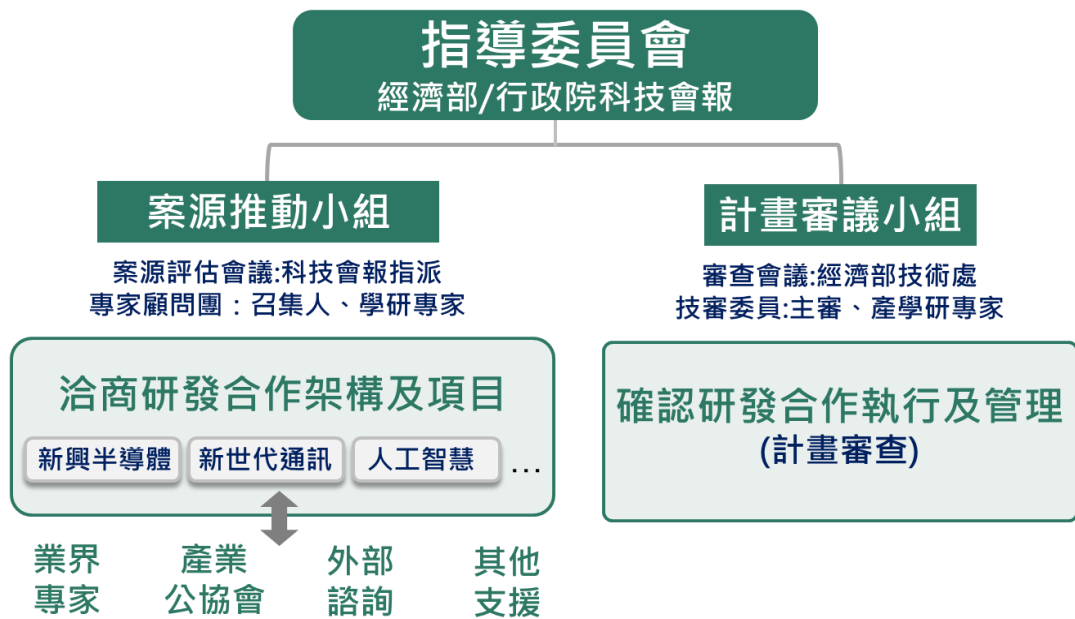 指導委員會
經濟部/行政院科技會報
案源推動小組
案源評估會議:科技會報指派
專家顧問團：召集人、學研專家
洽商研發合作架構及項目
新興半導體 新世代通訊 人工智慧 …
業界
專家
產業
公協會
外部
諮詢
其他
支援
計畫審議小組
審查會議:經濟部技術處
技審委員:主審、產學研專家
確認研發合作執行及管理
(計畫審查)